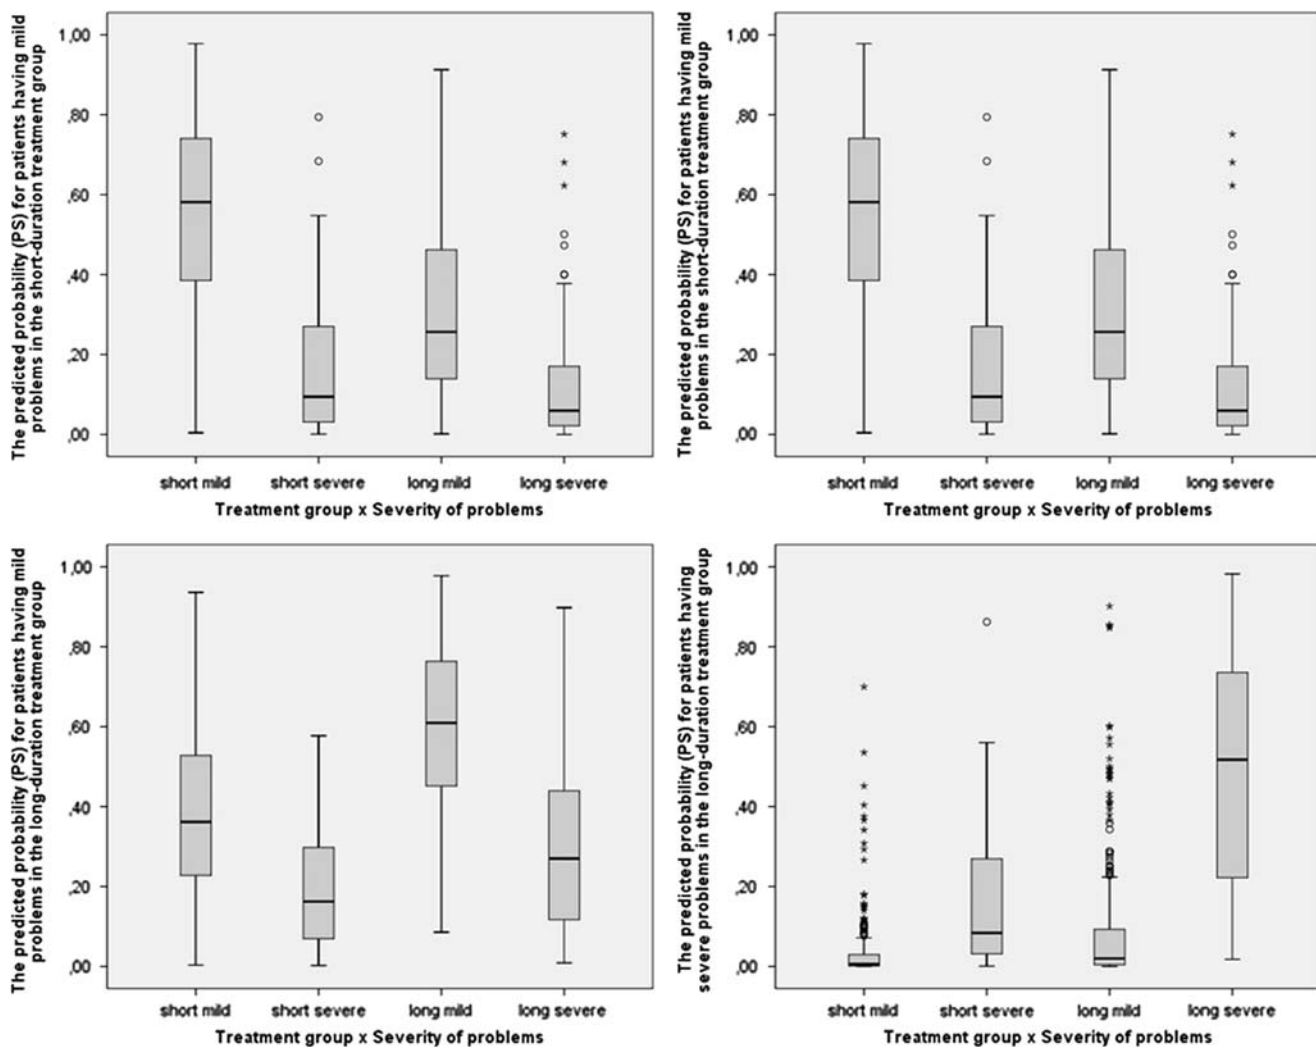 The predicted probability (PS) for patients having mild
problems in the short-duration treatment group
1,00
,80
,60
,40
,20
,00
short mild
short severe
long mild
long severe
Treatment group x Severity of problems
The predicted probability (PS) for patients having mild
problems in the short-duration treatment group
1,00
,80
,60
,40
,20
,00
short mild
short severe
long mild
long severe
Treatment group x Severity of problems
The predicted probability (PS) for patients having mild
problems in the long-duration treatment group
1,00
,80
,60
,40
,20
,00
short mild
short severe
long mild
long severe
Treatment group x Severity of problems
The predicted probability (PS) for patients having
severe problems in the long-duration treatment group
1,00
,80
,60
,40
,20
,00
short mild
short severe
long mild
long severe
Treatment group x Severity of problems